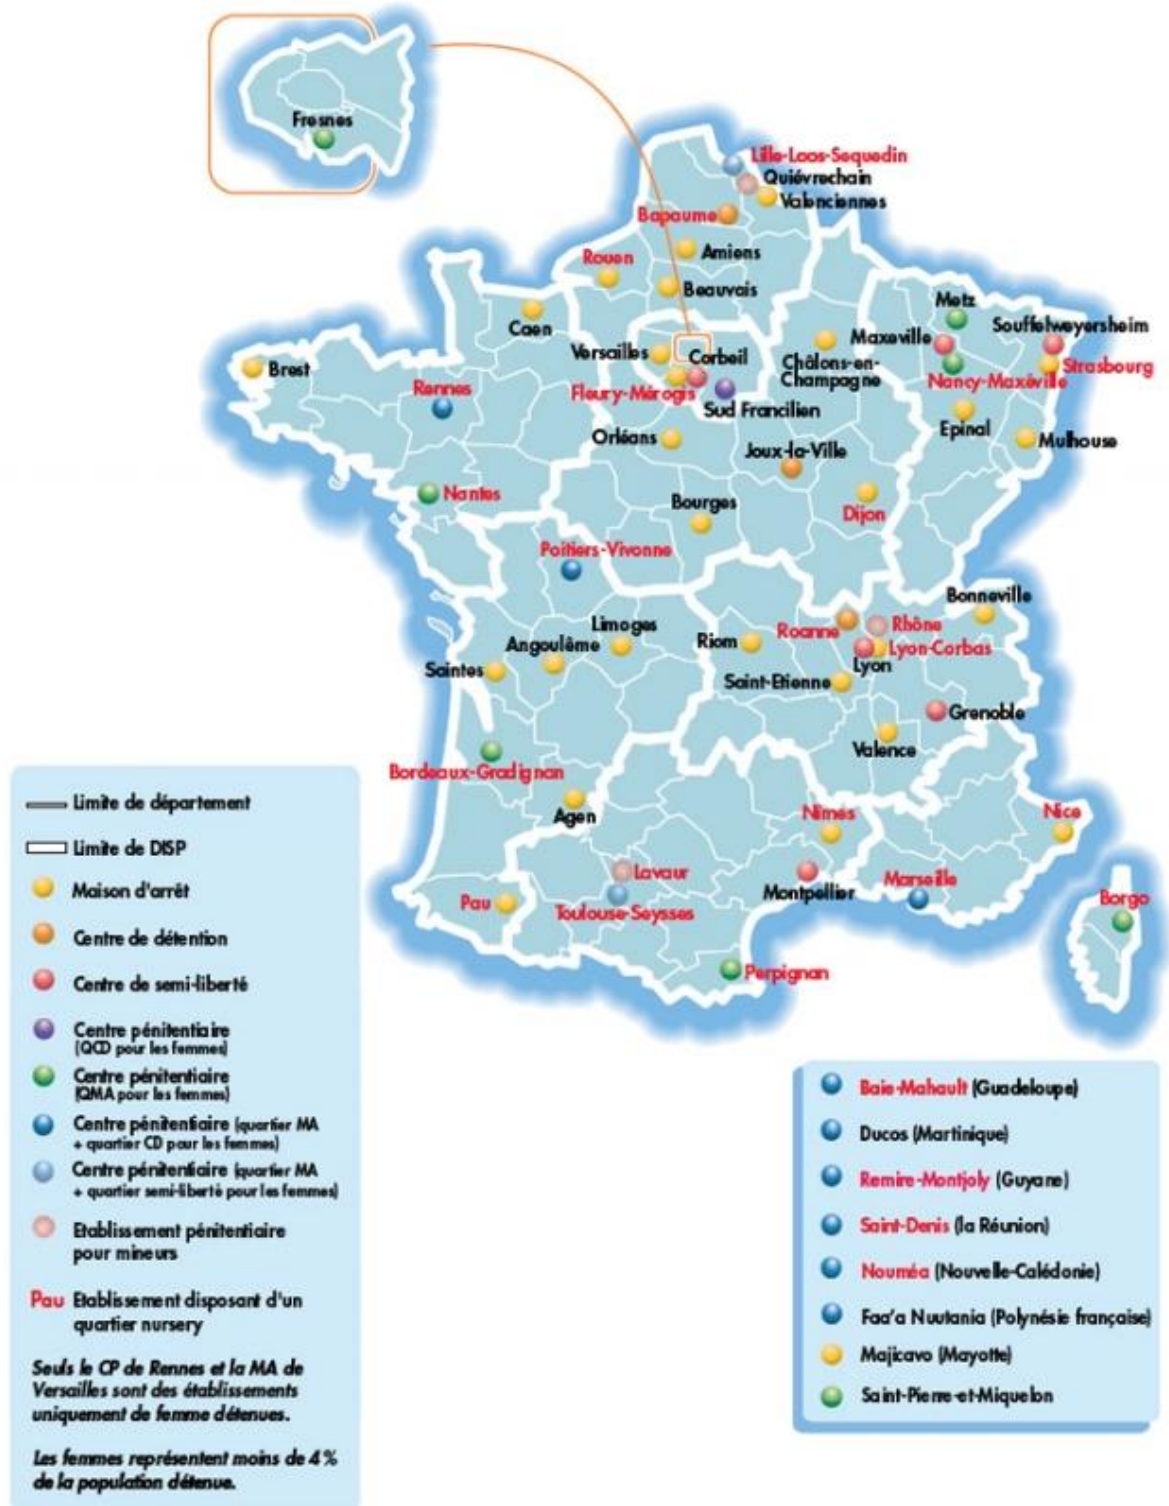 Fresnes
Lille-Loos-Sequedin
Quiévrechain
Valenciennes
Bapaume
Amiens
Rouen
Beauvais
Caen
Metz
Souffelweyersheim
Maxeville
Versailles
Corbeil
Châlons-en-
Champagne
Strasbourg
Nancy-Maxéville
Brest
Rennes
Fleury-Mérogis
Sud Francilien
Epinal
Mulhouse
Orléans
Joux-la-Ville
Nantes
Bourges
Dijon
Poitiers-Vivonne
Bonneville
Limoges
Roanne
Rhône
Angoulême
Riom
Lyon-Corbas
Lyon
Saintes
Saint-Etienne
Grenoble
Valence
Bordeaux-Gradignan
Agen
Nîmes
Nice
Lavaur
Montpellier
Marseille
Borgo
Pau
Toulouse-Seysses
Perpignan
Limite de département
Limite de DISP
Maison d'arrêt
Centre de détention
Centre de semi-liberté
Centre pénitentiaire
(QCD pour les femmes)
Centre pénitentiaire
(QMA pour les femmes)
Centre pénitentiaire (quartier MA
+ quartier CD pour les femmes)
Centre pénitentiaire (quartier MA
+ quartier semi-liberté pour les femmes)
Etablissement pénitentiaire
pour mineurs
Pau Etablissement disposant d'un
quartier nursery
Seuls le CP de Rennes et la MA de
Versailles sont des établissements
uniquement de femme détenues.
Les femmes représentent moins de 4 %
de la population détenue.
Baie-Mahault (Guadeloupe)
Ducos (Martinique)
Remire-Montjoly (Guyane)
Saint-Denis (la Réunion)
Nouméa (Nouvelle-Calédonie)
Faa'a Nuutania (Polynésie française)
Majicavo (Mayotte)
Saint-Pierre-et-Miquelon